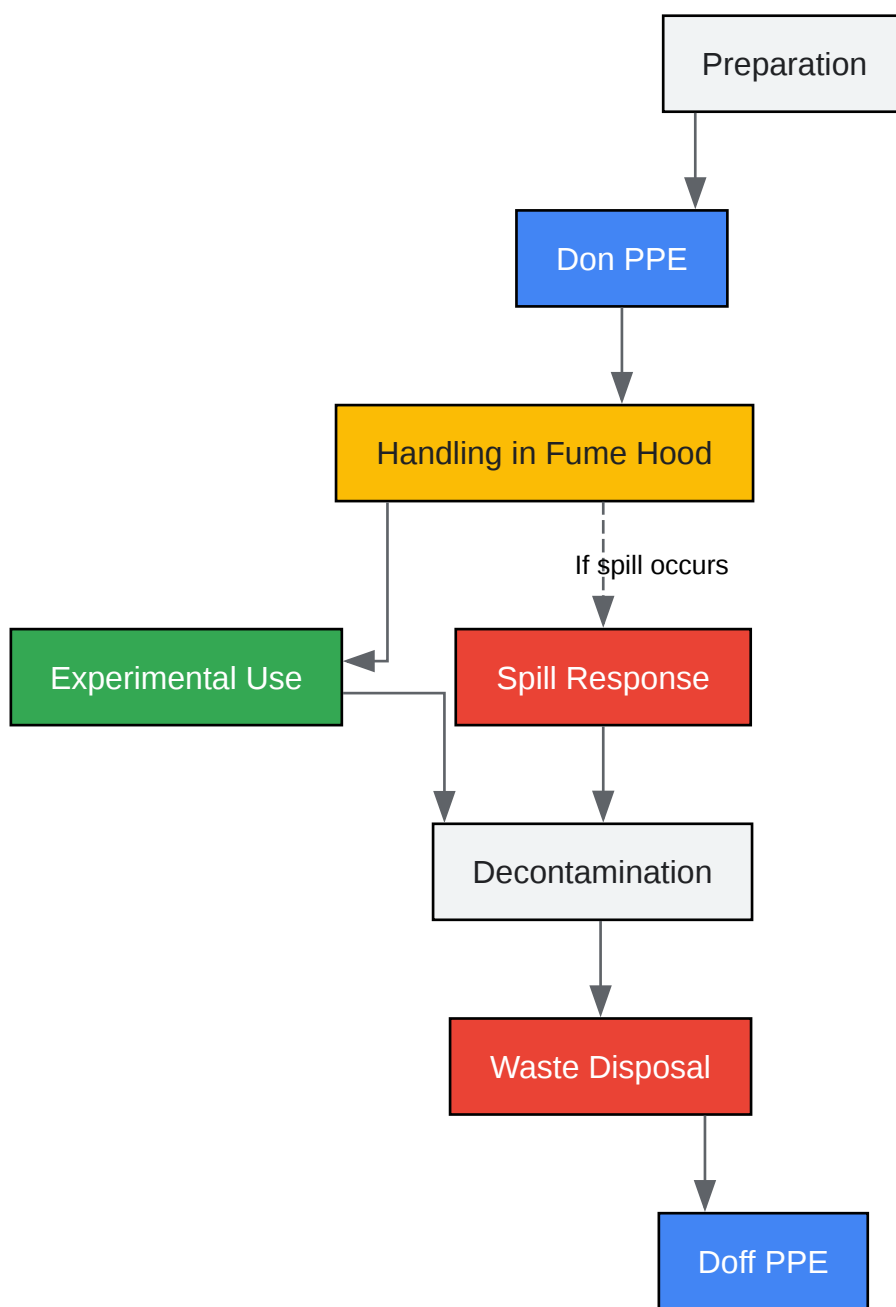 Preparation
Don PPE
Handling in Fume Hood
If spill occurs
Experimental Use
Spill Response
Decontamination
Waste Disposal
Doff PPE